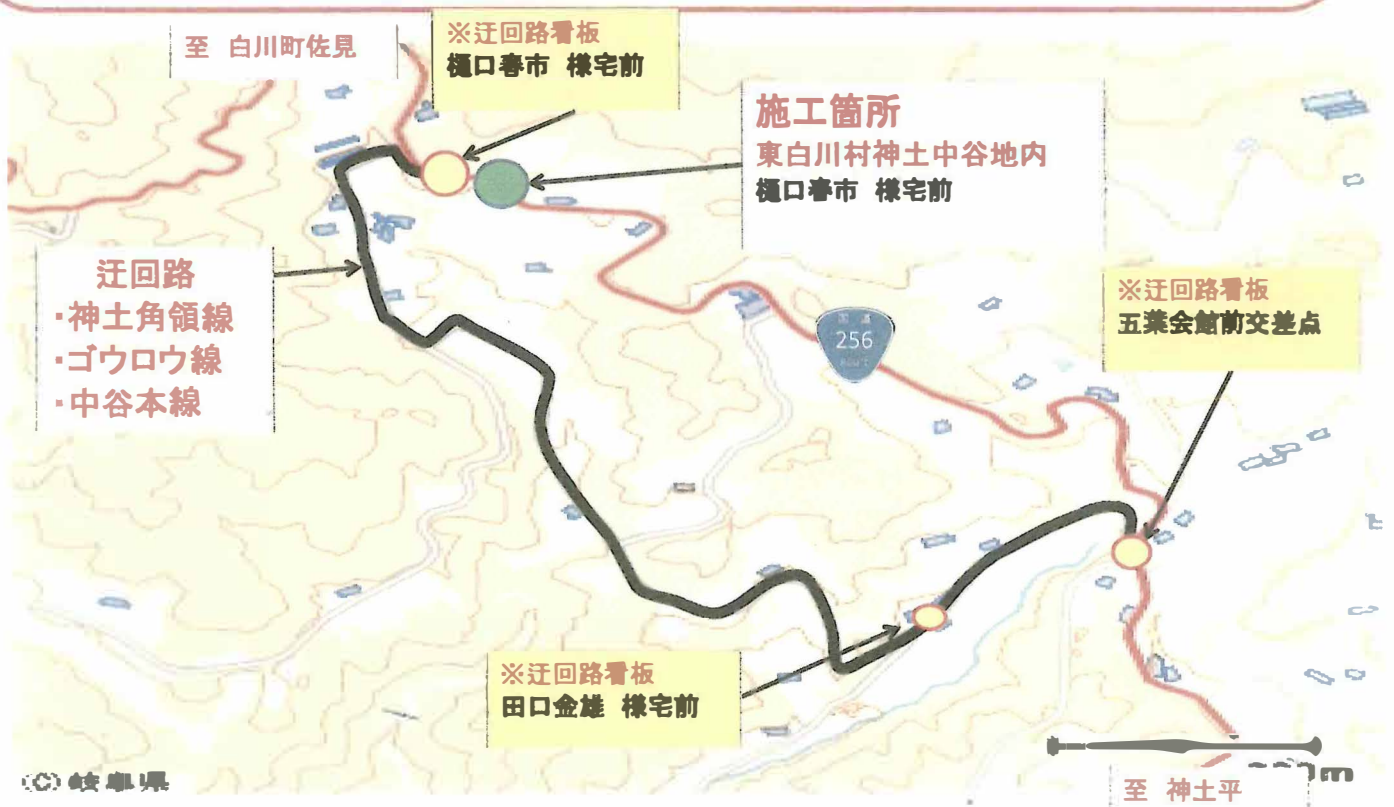 至 白川町佐見
※迂回路看板
樋口春市 様宅前
施工箇所
東白川村神土中谷地内
樋口春市 様宅前
迂回路
・神土角領線
・ゴウロウ線
・中谷本線
国道
256
ROUTE
※迂回路看板
五葉会館前交差点
※迂回路看板
田口金雄 様宅前
(C) 岐阜県
至 神土平